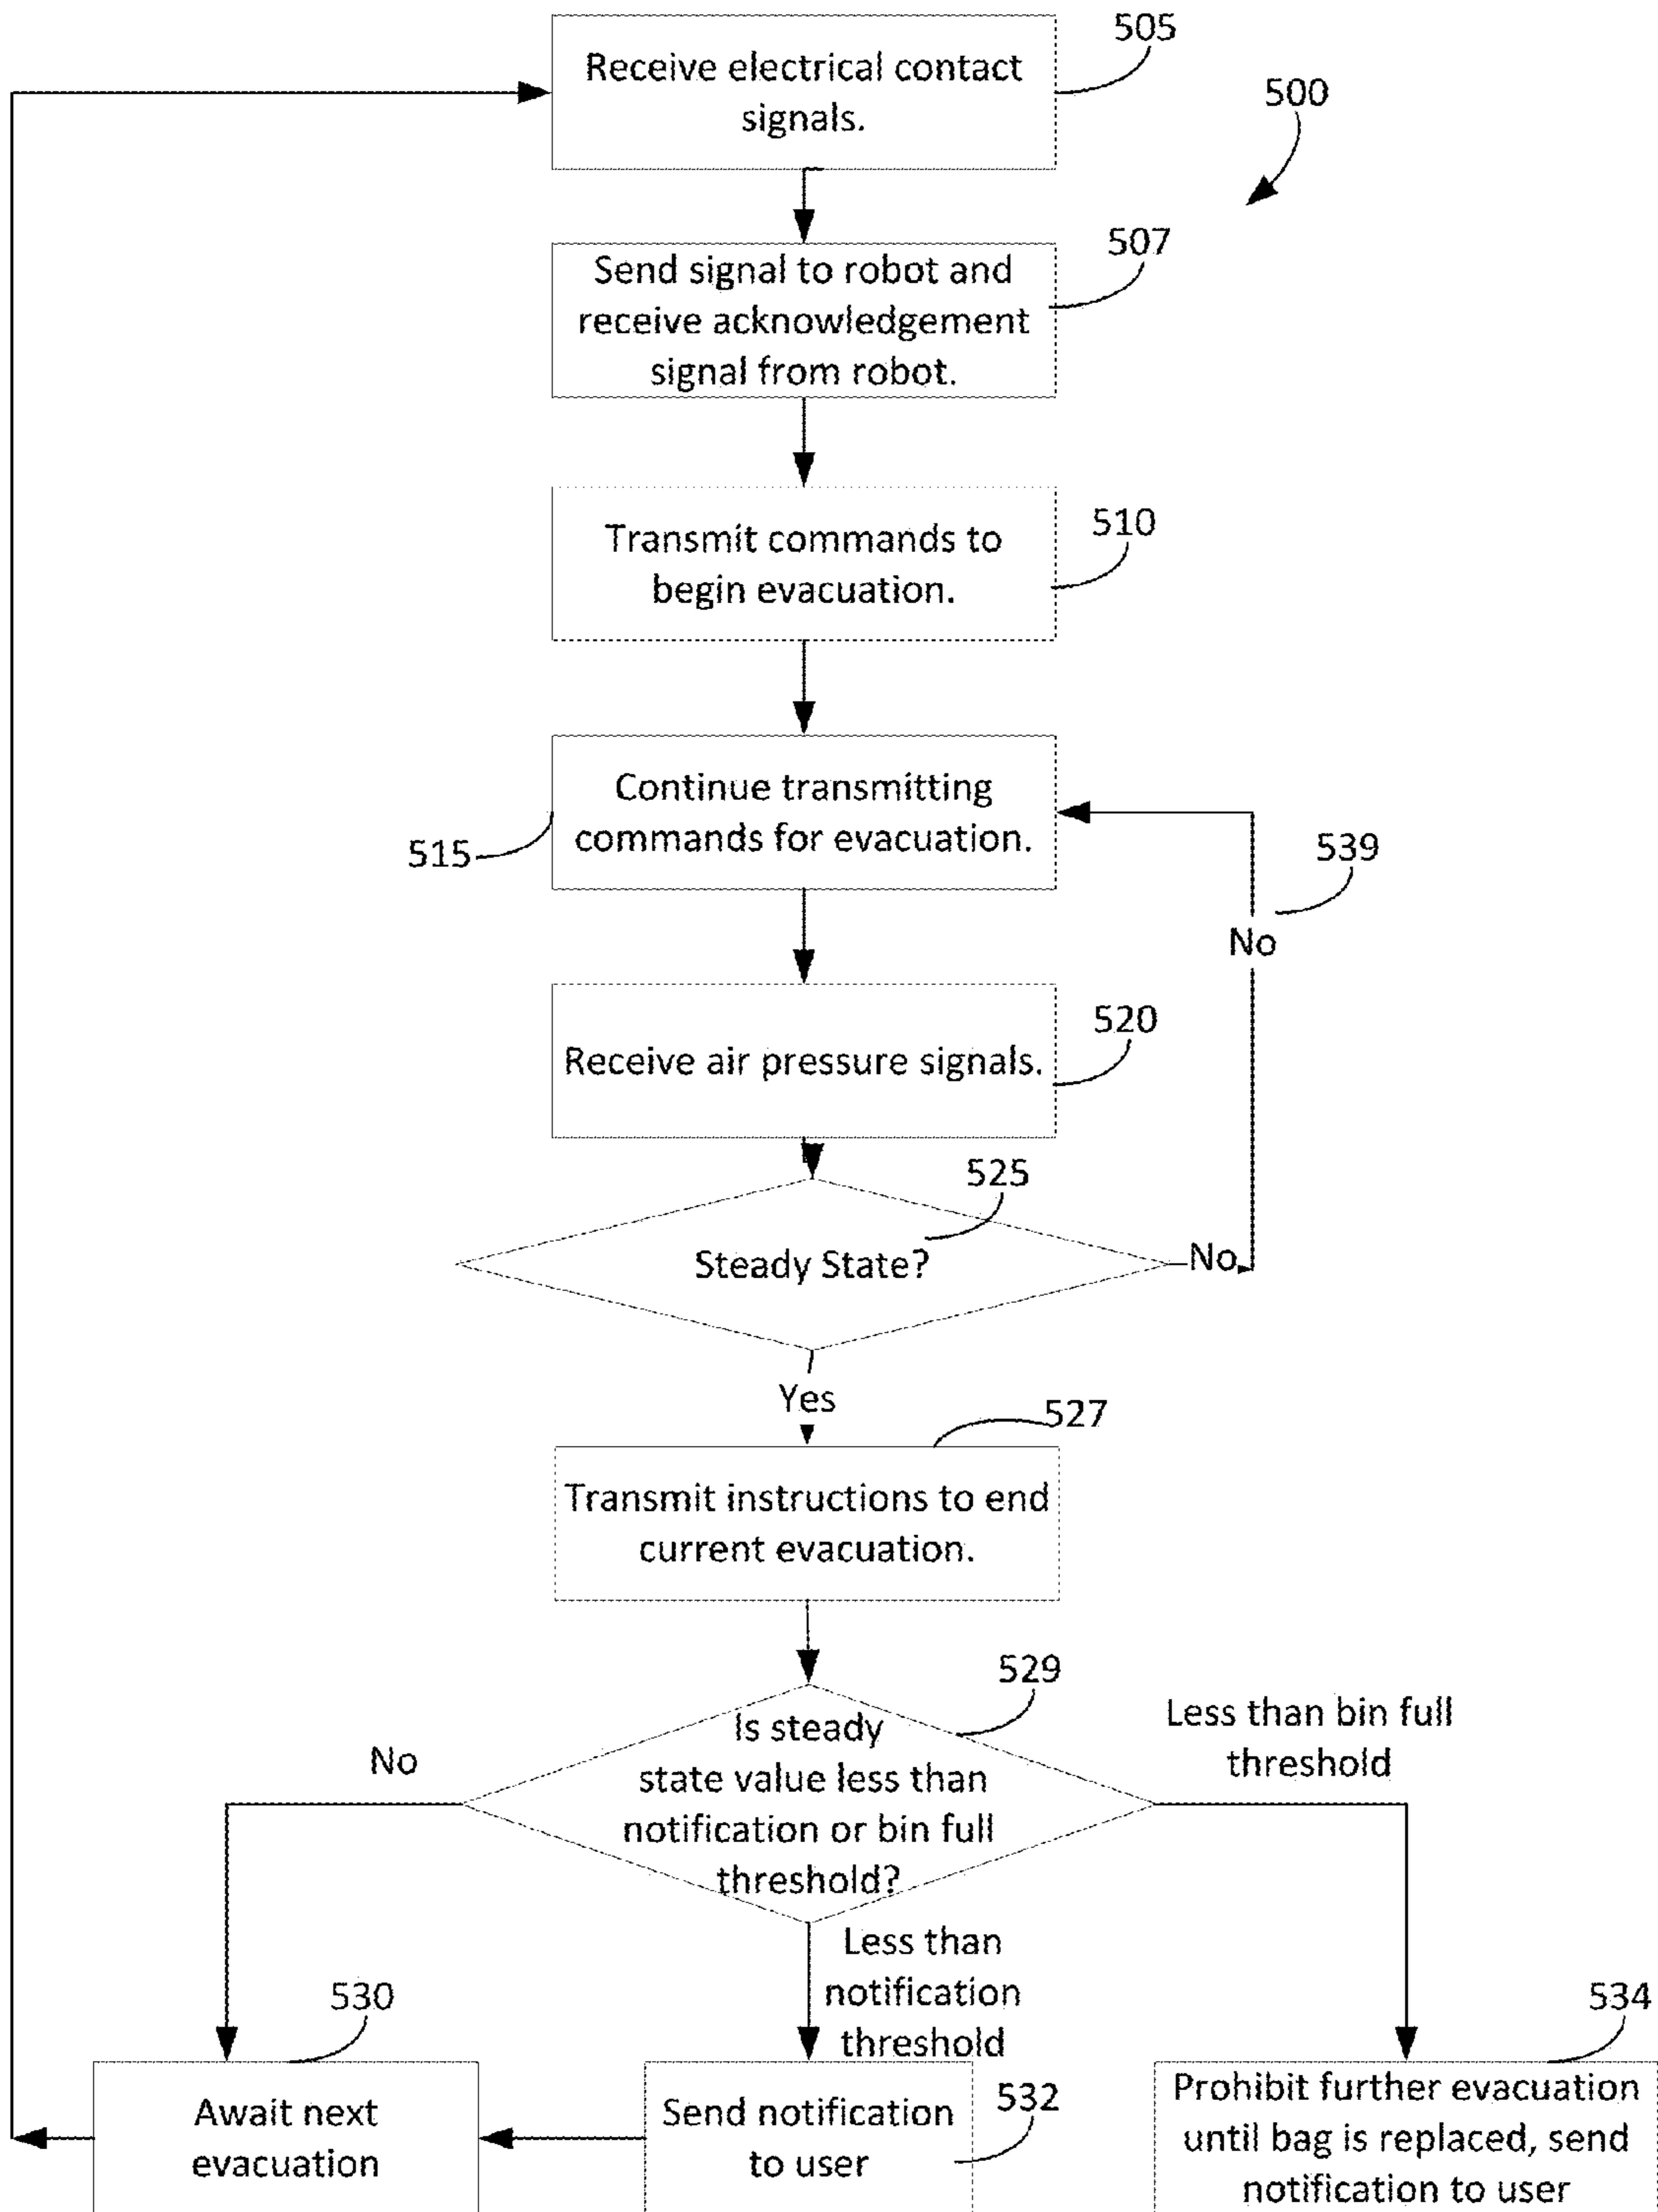 505
Receive electrical contact
signals.
500
507
Send signal to robot and
receive acknowledgement
signal from robot.
510
Transmit commands to
begin evacuation.
Continue transmitting
commands for evacuation.
515
539
No
520
Receive air pressure signals.
525
Steady State?
No
Yes
527
Transmit instructions to end
current evacuation.
529
Is steady
state value less than
notification or bin full
threshold?
No
Less than bin full
threshold
Less than
notification
threshold
530
Await next
evacuation
532
Send notification
to user
534
Prohibit further evacuation
until bag is replaced, send
notification to user